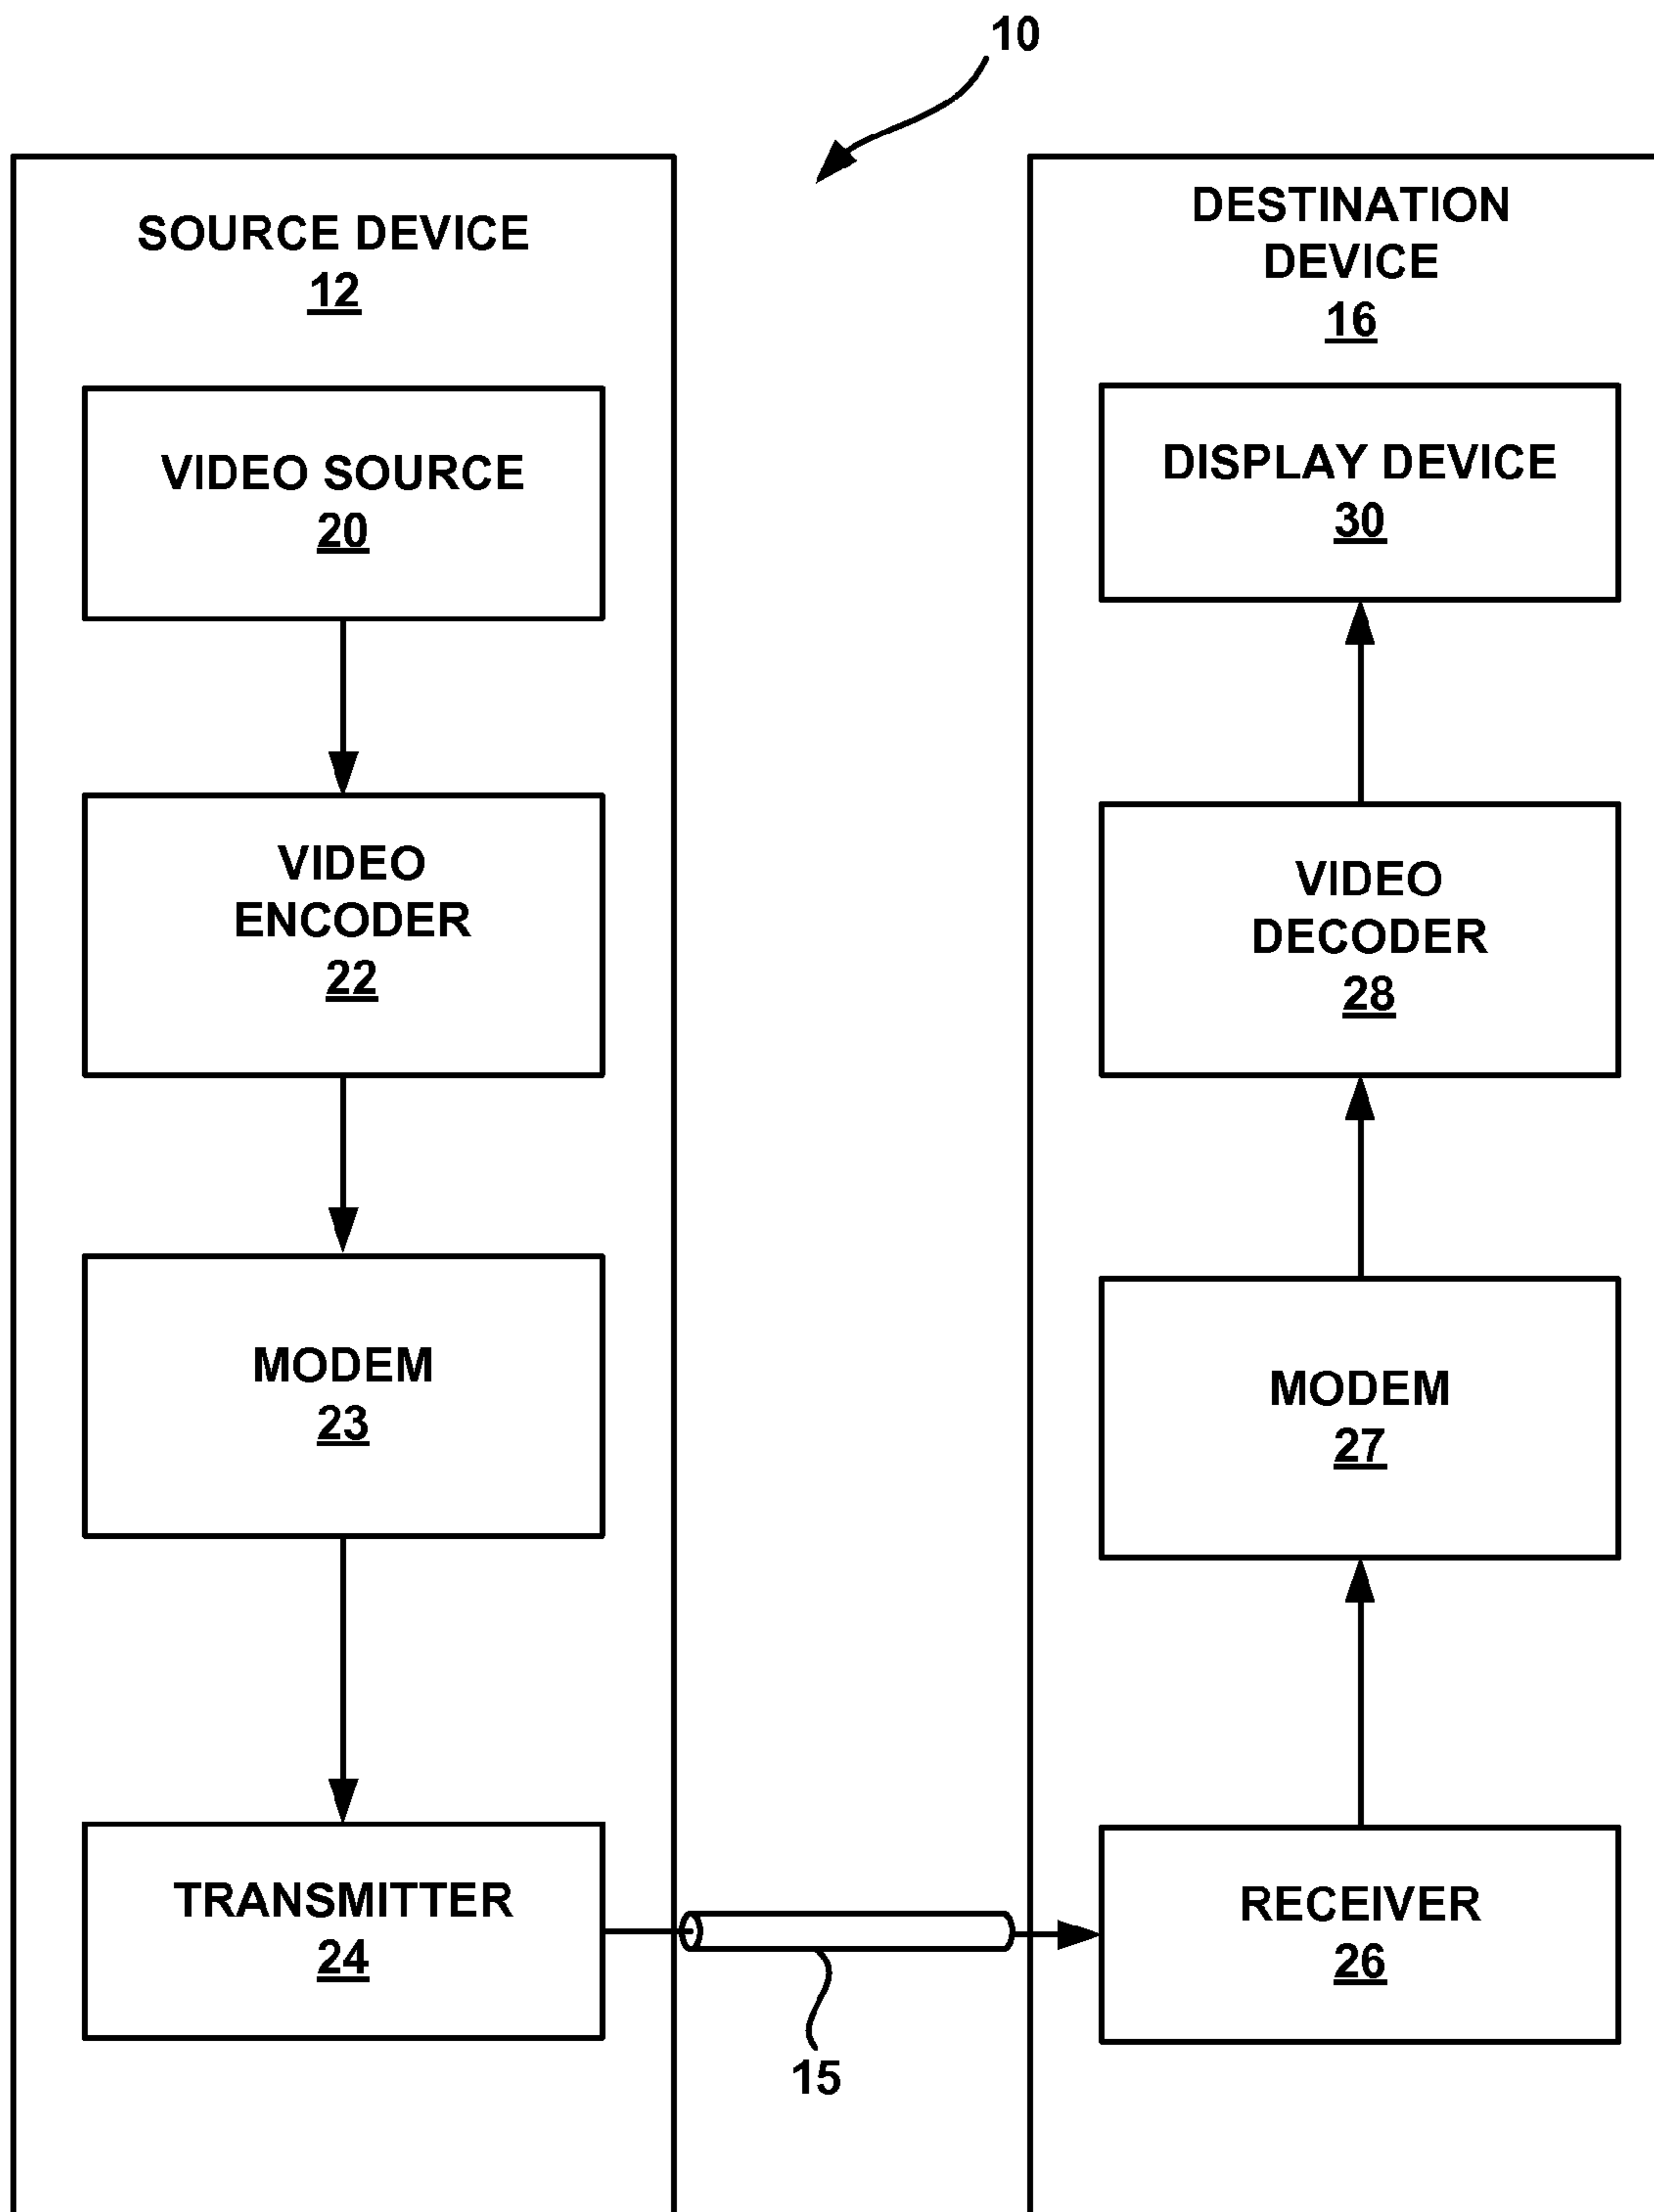 10
SOURCE DEVICE
12
VIDEO SOURCE
20
VIDEO
ENCODER
22
MODEM
23
TRANSMITTER
24
15
DESTINATION
DEVICE
16
DISPLAY DEVICE
30
VIDEO
DECODER
28
MODEM
27
RECEIVER
26